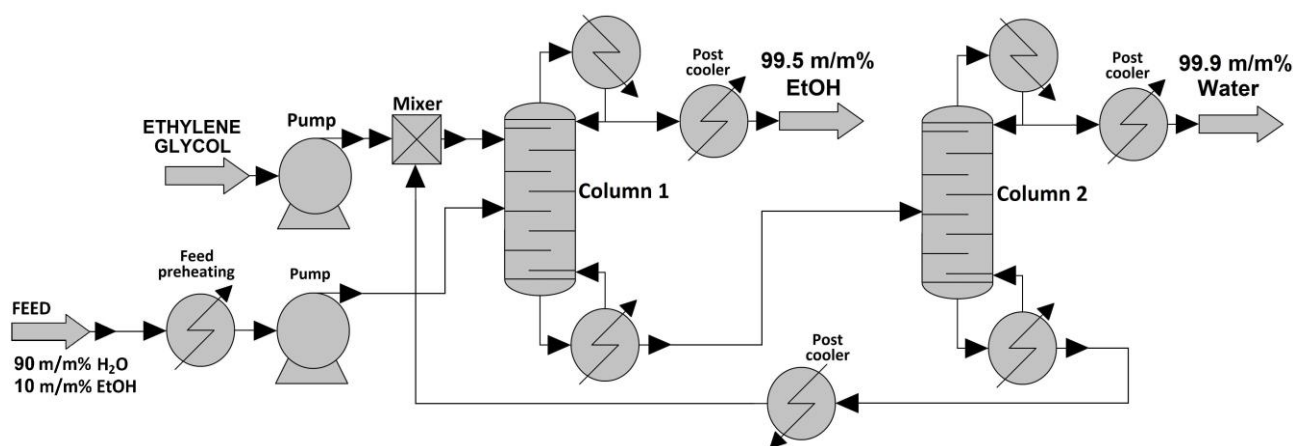 ETHYLENE
GLYCOL
Pump
Mixer
Column 1
Post
cooler
99.5 m/m%
EtOH
Column 2
Post
cooler
99.9 m/m%
Water
FEED
90 m/m% H₂O
10 m/m% EtOH
Feed
preheating
Pump
Post
cooler